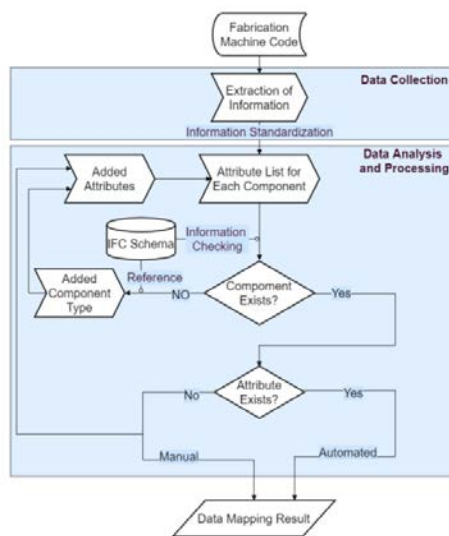 Fabrication
Machine Code
Data Collection
Extraction of
Information
Information Standardization
Data Analysis
and Processing
Added
Attributes
Attribute List for
Each Component
IFC Schema
Information
Checking
Reference
Added
Component
Type
NO
Component
Exists?
Yes
No
Attribute
Exists?
Yes
Manual
Automated
Data Mapping Result